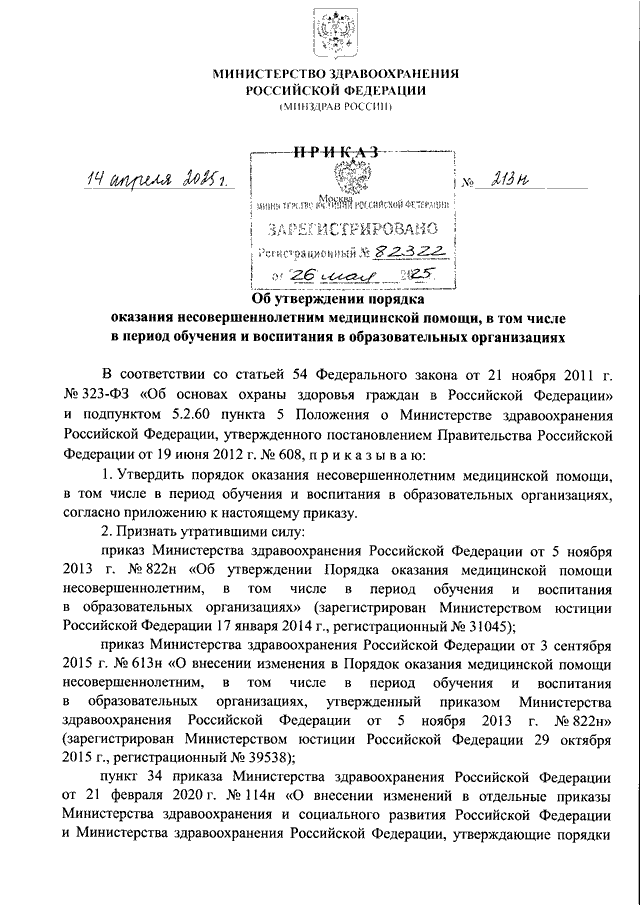 МИНИСТЕРСТВО ЗДРАВООХРАНЕНИЯ
РОССИЙСКОЙ ФЕДЕРАЦИИ
(МИНЗДРАВ РОССИИ)
П Р И К А З
14 апреля 2025 г.
№ 213н
Москва
МИНИСТЕРСТВО ЮСТИЦИИ РОССИЙСКОЙ ФЕДЕРАЦИИ
ЗАРЕГИСТРИРОВАНО
Регистрационный № 82322
от "26" мая 2025.
Об утверждении порядка
оказания несовершеннолетним медицинской помощи, в том числе
в период обучения и воспитания в образовательных организациях
В соответствии со статьей 54 Федерального закона от 21 ноября 2011 г.
№ 323-ФЗ «Об основах охраны здоровья граждан в Российской Федерации»
и подпунктом 5.2.60 пункта 5 Положения о Министерстве здравоохранения
Российской Федерации, утвержденного постановлением Правительства Российской
Федерации от 19 июня 2012 г. № 608, п р и к а з ы в а ю:
1. Утвердить порядок оказания несовершеннолетним медицинской помощи,
в том числе в период обучения и воспитания в образовательных организациях,
согласно приложению к настоящему приказу.
2. Признать утратившими силу:
приказ Министерства здравоохранения Российской Федерации от 5 ноября
2013 г. № 822н «Об утверждении Порядка оказания медицинской помощи
несовершеннолетним, в том числе в период обучения и воспитания
в образовательных организациях» (зарегистрирован Министерством юстиции
Российской Федерации 17 января 2014 г., регистрационный № 31045);
приказ Министерства здравоохранения Российской Федерации от 3 сентября
2015 г. № 613н «О внесении изменения в Порядок оказания медицинской помощи
несовершеннолетним, в том числе в период обучения и воспитания
в образовательных организациях, утвержденный приказом Министерства
здравоохранения Российской Федерации от 5 ноября 2013 г. № 822н»
(зарегистрирован Министерством юстиции Российской Федерации 29 октября
2015 г., регистрационный № 39538);
пункт 34 приказа Министерства здравоохранения Российской Федерации
от 21 февраля 2020 г. № 114н «О внесении изменений в отдельные приказы
Министерства здравоохранения и социального развития Российской Федерации
и Министерства здравоохранения Российской Федерации, утверждающие порядки